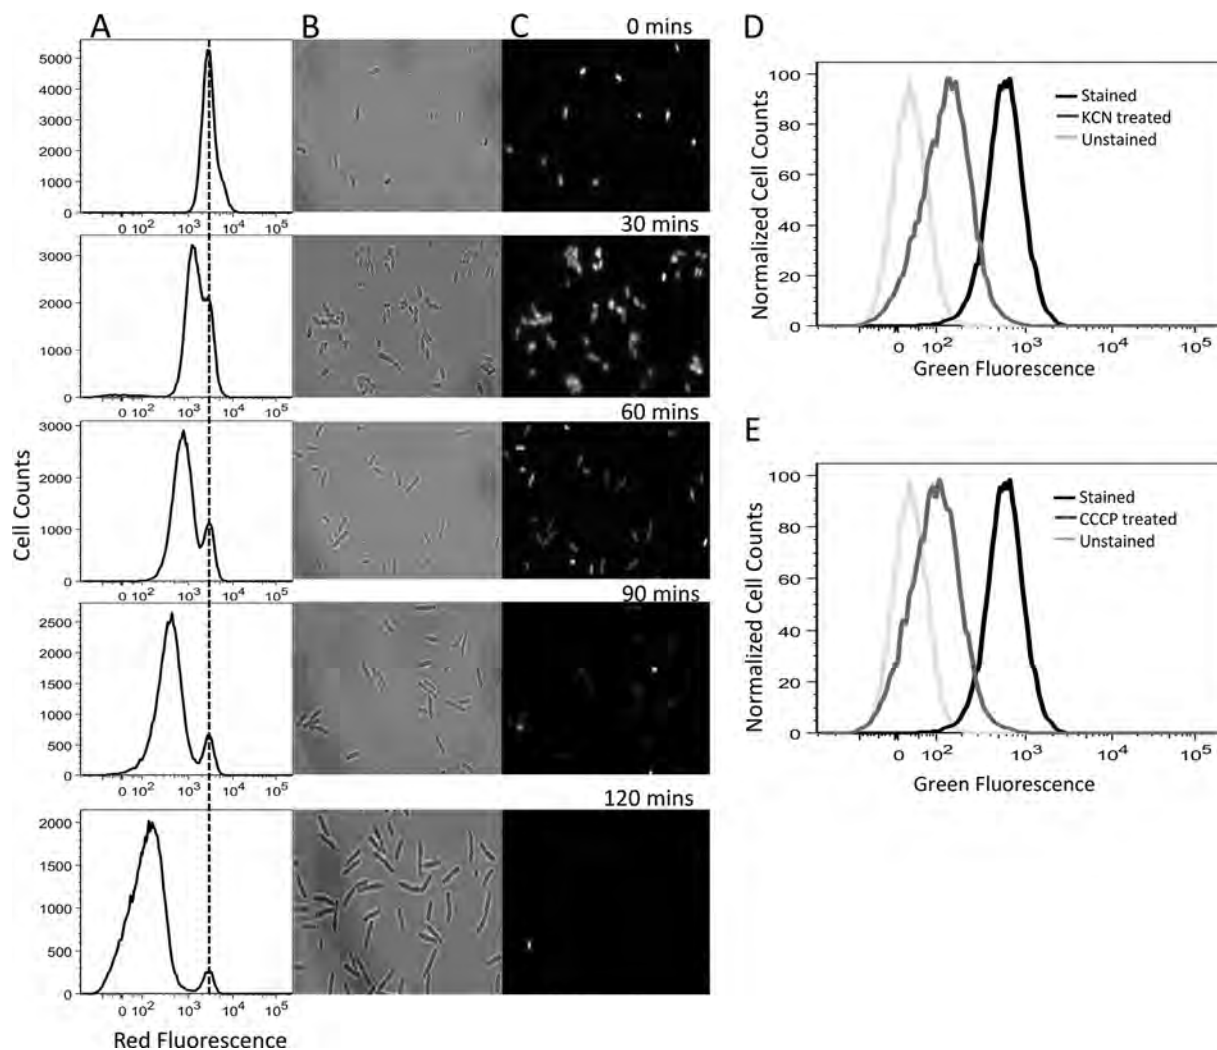 A
B
C
0 mins
5000
4000
3000
2000
1000
0
0 10² 10³ 10⁴ 10⁵
30 mins
3000
2000
1000
0
0 10² 10³ 10⁴ 10⁵
60 mins
3000
2000
1000
0
0 10² 10³ 10⁴ 10⁵
90 mins
2500
2000
1500
1000
500
0
0 10² 10³ 10⁴ 10⁵
120 mins
2000
1500
1000
500
0
0 10² 10³ 10⁴ 10⁵
Cell Counts
Red Fluorescence
D
100
80
60
40
20
0
Normalized Cell Counts
Stained
KCN treated
Unstained
0 10² 10³ 10⁴ 10⁵
Green Fluorescence
E
100
80
60
40
20
0
Normalized Cell Counts
Stained
CCCP treated
Unstained
0 10² 10³ 10⁴ 10⁵
Green Fluorescence